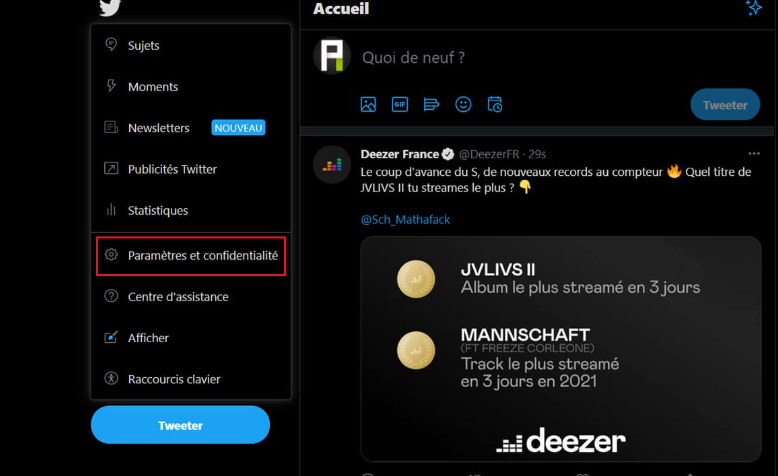 Sujets
Moments
Newsletters NOUVEAU
Publicités Twitter
Statistiques
Paramètres et confidentialité
Centre d'assistance
Afficher
Raccourcis clavier
Tweeter
Accueil
Quoi de neuf ?
GIF
Tweeter
Deezer France @DeezerFR · 29s
Le coup d'avance du S, de nouveaux records au compteur 🔥 Quel titre de
JVLIVS II tu streames le plus ? 👇
@Sch_Mathafack
JVLIVS II
Album le plus streamé en 3 jours
MANNSCHAFT
(FT FREEZE CORLEONE)
Track le plus streamé
en 3 jours en 2021
deezer